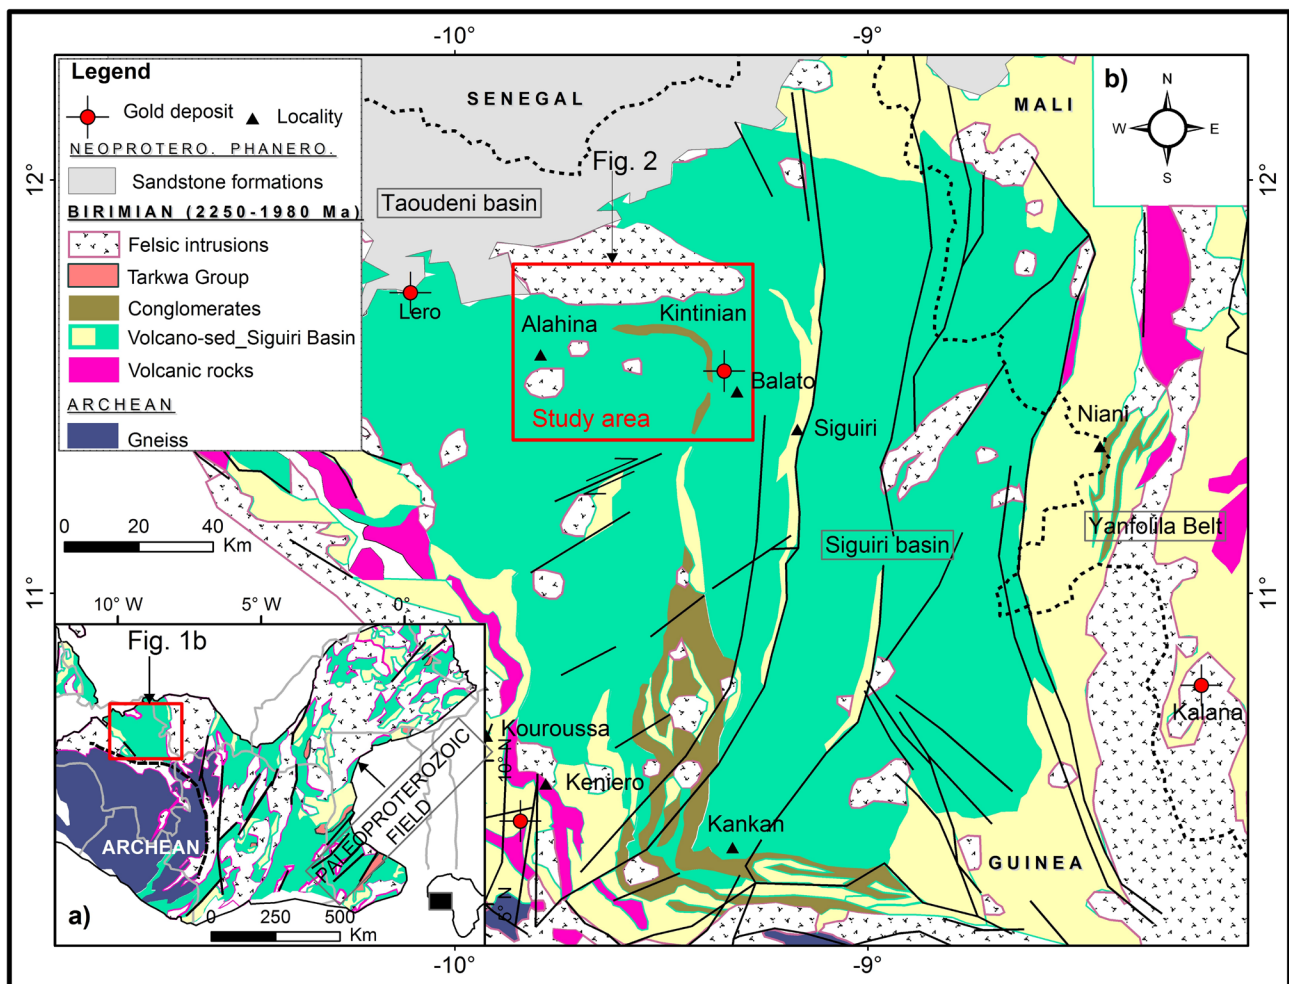 -10°
-9°
Legend
Gold deposit
Locality
NEOPROTERO. PHANERO.
Sandstone formations
BIRIMIAN (2250-1980 Ma)
Felsic intrusions
Tarkwa Group
Conglomerates
Volcano-sed_Siguiri Basin
Volcanic rocks
ARCHEAN
Gneiss
0 20 40
Km
SENEGAL
MALI
b)
N
W E
S
12°
12°
Fig. 2
Taoudeni basin
Lero
Alahina
Kintinian
Balato
Study area
Siguiri
Niani
Siguiri basin
Yanfolila Belt
11°
11°
Kalana
Kouroussa
Keniero
Kankan
GUINEA
10° W
5°W
0°
Fig. 1b
10° N
5° N
ARCHEAN
PALEOPROTEROZOIC
FIELD
a)
0 250 500
Km
-10°
-9°